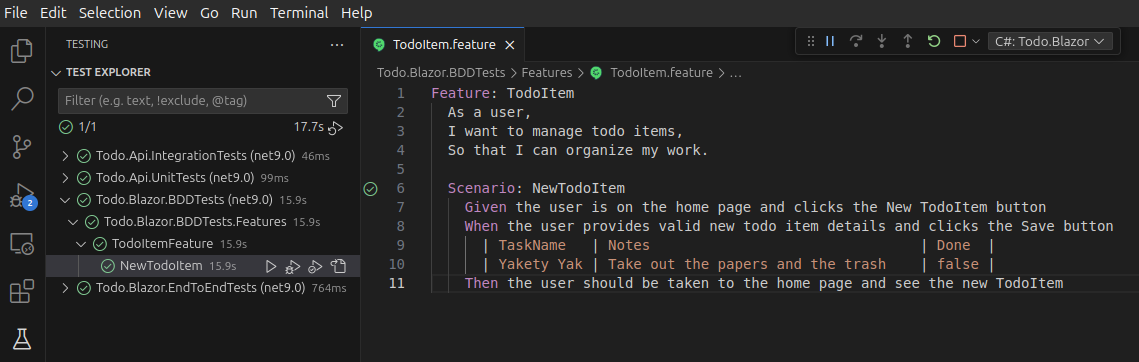 File Edit Selection View Go Run Terminal Help
TESTING ...
TEST EXPLORER
Filter (e.g. text, !exclude, @tag)
1/1 17.7s
Todo.Api.IntegrationTests (net9.0) 46ms
Todo.Api.UnitTests (net9.0) 99ms
Todo.Blazor.BDDTests (net9.0) 15.9s
Todo.Blazor.BDDTests.Features 15.9s
TodoItemFeature 15.9s
NewTodoItem 15.9s
Todo.Blazor.EndToEndTests (net9.0) 764ms
2
TodoItem.feature
C#: Todo.Blazor
Todo.Blazor.BDDTests > Features > TodoItem.feature > ...
1 Feature: TodoItem
2 As a user,
3 I want to manage todo items,
4 So that I can organize my work.
5
6 Scenario: NewTodoItem
7 Given the user is on the home page and clicks the New TodoItem button
8 When the user provides valid new todo item details and clicks the Save button
9 | TaskName | Notes | Done |
10 | Yakety Yak | Take out the papers and the trash | false |
11 Then the user should be taken to the home page and see the new TodoItem